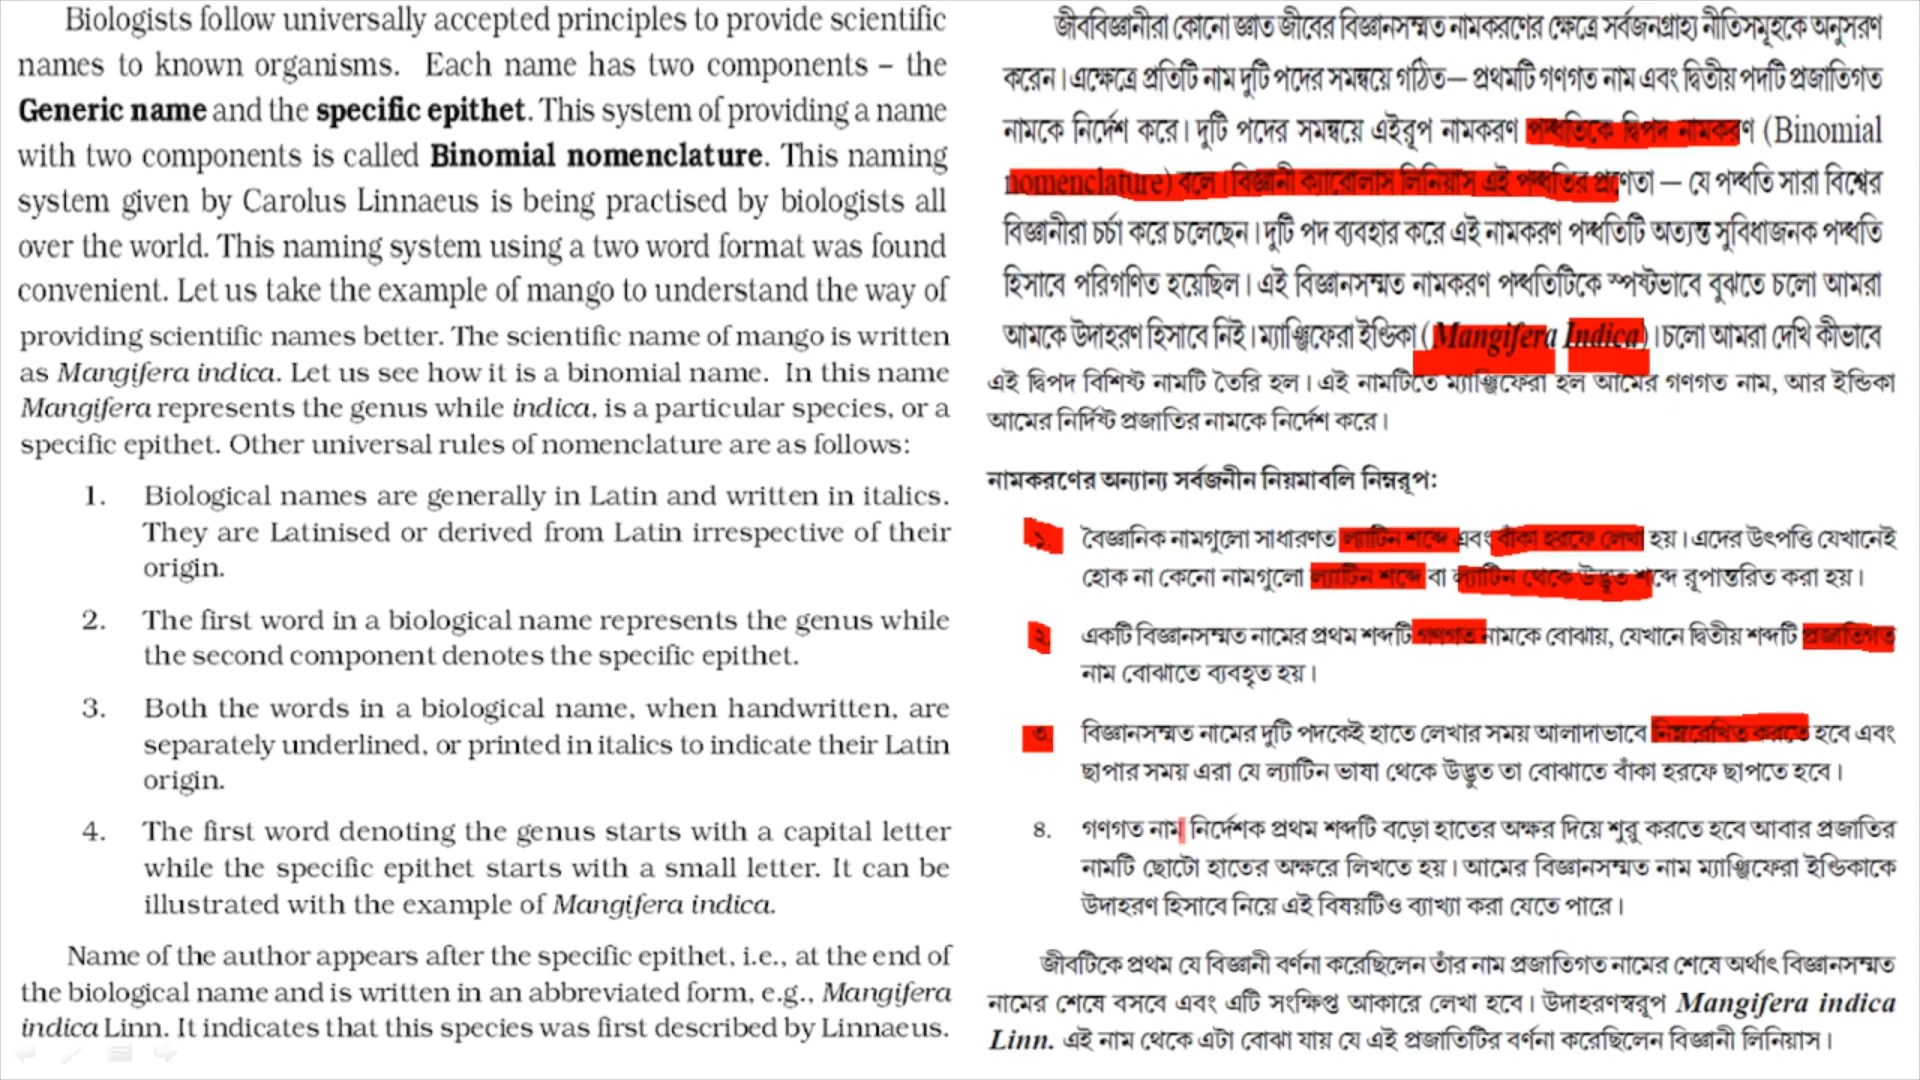 Biologists follow universally accepted principles to provide scientific
names to known organisms. Each name has two components – the
Generic name and the specific epithet. This system of providing a name
with two components is called Binomial nomenclature. This naming
system given by Carolus Linnaeus is being practised by biologists all
over the world. This naming system using a two word format was found
convenient. Let us take the example of mango to understand the way of
providing scientific names better. The scientific name of mango is written
as Mangifera indica. Let us see how it is a binomial name. In this name
Mangifera represents the genus while indica, is a particular species, or a
specific epithet. Other universal rules of nomenclature are as follows:
1. Biological names are generally in Latin and written in italics.
They are Latinised or derived from Latin irrespective of their
origin.
2. The first word in a biological name represents the genus while
the second component denotes the specific epithet.
3. Both the words in a biological name, when handwritten, are
separately underlined, or printed in italics to indicate their Latin
origin.
4. The first word denoting the genus starts with a capital letter
while the specific epithet starts with a small letter. It can be
illustrated with the example of Mangifera indica.
Name of the author appears after the specific epithet, i.e., at the end of
the biological name and is written in an abbreviated form, e.g., Mangifera
indica Linn. It indicates that this species was first described by Linnaeus.
জীববিজ্ঞানীরা কোনো জ্ঞাত জীবের বিজ্ঞানসম্মত নামকরণের ক্ষেত্রে সর্বজনগ্রাহ্য নীতিসমূহকে অনুসরণ
করেন। এক্ষেত্রে প্রতিটি নাম দুটি পদের সমন্বয়ে গঠিত— প্রথমটি গণগত নাম এবং দ্বিতীয় পদটি প্রজাতিগত
নামকে নির্দেশ করে। দুটি পদের সমন্বয়ে এইরূপ নামকরণ পদ্ধতিকে দ্বিপদ নামকরণ (Binomial
nomenclature) বলে। বিজ্ঞানী ক্যারোলাস লিনিয়াস এই পদ্ধতির প্রণেতা — যে পদ্ধতি সারা বিশ্বের
বিজ্ঞানীরা চর্চা করে চলেছেন। দুটি পদ ব্যবহার করে এই নামকরণ পদ্ধতিটি অত্যন্ত সুবিধাজনক পদ্ধতি
হিসাবে পরিগণিত হয়েছিল। এই বিজ্ঞানসম্মত নামকরণ পদ্ধতিটিকে স্পষ্টভাবে বুঝতে চলো আমরা
আমকে উদাহরণ হিসাবে নিই। ম্যাঞ্জিফেরা ইন্ডিকা (Mangifera Indica)। চলো আমরা দেখি কীভাবে
এই দ্বিপদ বিশিষ্ট নামটি তৈরি হল। এই নামটিতে ম্যাঞ্জিফেরা হল আমের গণগত নাম, আর ইন্ডিকা
আমের নির্দিষ্ট প্রজাতির নামকে নির্দেশ করে।
নামকরণের অন্যান্য সর্বজনীন নিয়মাবলি নিম্নরূপ:
১. বৈজ্ঞানিক নামগুলো সাধারণত ল্যাটিন শব্দে এবং বাঁকা হরফে লেখা হয়। এদের উৎপত্তি যেখানেই
হোক না কেনো নামগুলো ল্যাটিন শব্দে বা ল্যাটিন থেকে উদ্ভূত শব্দে রূপান্তরিত করা হয়।
২. একটি বিজ্ঞানসম্মত নামের প্রথম শব্দটি গণগত নামকে বোঝায়, যেখানে দ্বিতীয় শব্দটি প্রজাতিগত
নাম বোঝাতে ব্যবহৃত হয়।
৩. বিজ্ঞানসম্মত নামের দুটি পদকেই হাতে লেখার সময় আলাদাভাবে নিম্নরেখিত করতে হবে এবং
ছাপার সময় এরা যে ল্যাটিন ভাষা থেকে উদ্ভূত তা বোঝাতে বাঁকা হরফে ছাপতে হবে।
৪. গণগত নাম নির্দেশক প্রথম শব্দটি বড়ো হাতের অক্ষর দিয়ে শুরু করতে হবে আবার প্রজাতির
নামটি ছোটো হাতের অক্ষরে লিখতে হয়। আমের বিজ্ঞানসম্মত নাম ম্যাঞ্জিফেরা ইন্ডিকাকে
উদাহরণ হিসাবে নিয়ে এই বিষয়টিও ব্যাখ্যা করা যেতে পারে।
জীবটিকে প্রথম যে বিজ্ঞানী বর্ণনা করেছিলেন তাঁর নাম প্রজাতিগত নামের শেষে অর্থাৎ বিজ্ঞানসম্মত
নামের শেষে বসবে এবং এটি সংক্ষিপ্ত আকারে লেখা হবে। উদাহরণস্বরূপ Mangifera indica
Linn. এই নাম থেকে এটা বোঝা যায় যে এই প্রজাতিটির বর্ণনা করেছিলেন বিজ্ঞানী লিনিয়াস।